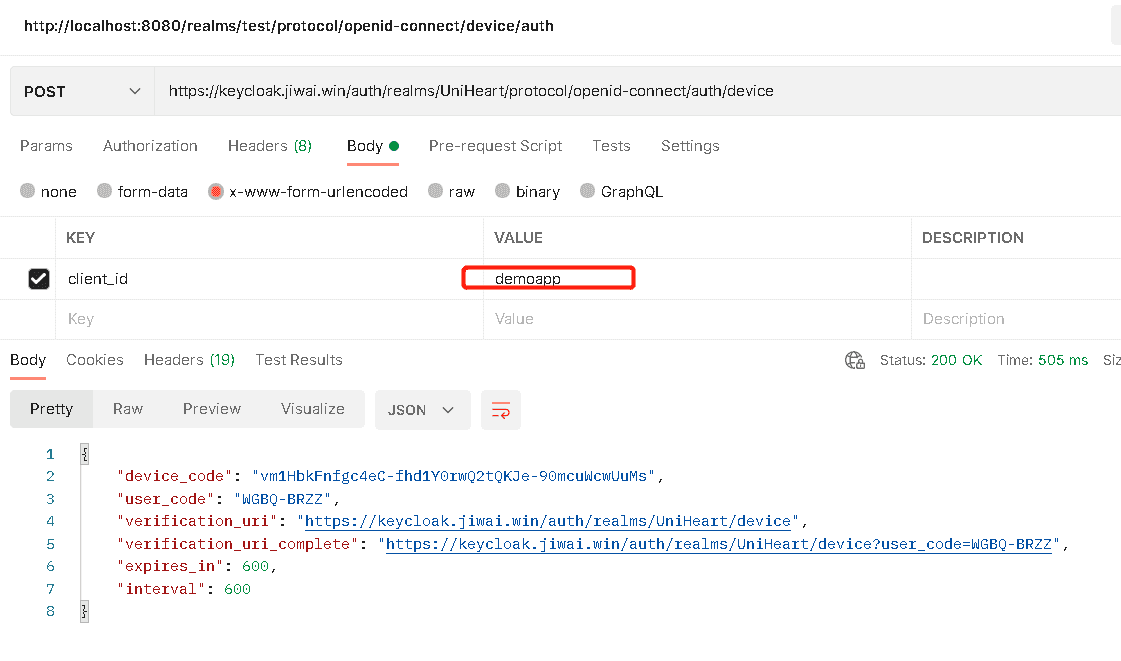 http://localhost:8080/realms/test/protocol/openid-connect/device/auth
POST https://keycloak.jiwai.win/auth/realms/UniHeart/protocol/openid-connect/auth/device
Params Authorization Headers (8) Body Pre-request Script Tests Settings
none form-data x-www-form-urlencoded raw binary GraphQL
KEY VALUE DESCRIPTION
client_id demoapp
Key Value Description
Body Cookies Headers (19) Test Results Status: 200 OK Time: 505 ms Siz
Pretty Raw Preview Visualize JSON
1 {
2 "device_code": "vm1HbkFnfgc4eC-fhd1Y0rwQ2tQKJe-90mcuWcwUuMs",
3 "user_code": "WGBQ-BRZZ",
4 "verification_uri": "https://keycloak.jiwai.win/auth/realms/UniHeart/device",
5 "verification_uri_complete": "https://keycloak.jiwai.win/auth/realms/UniHeart/device?user_code=WGBQ-BRZZ",
6 "expires_in": 600,
7 "interval": 600
8 }